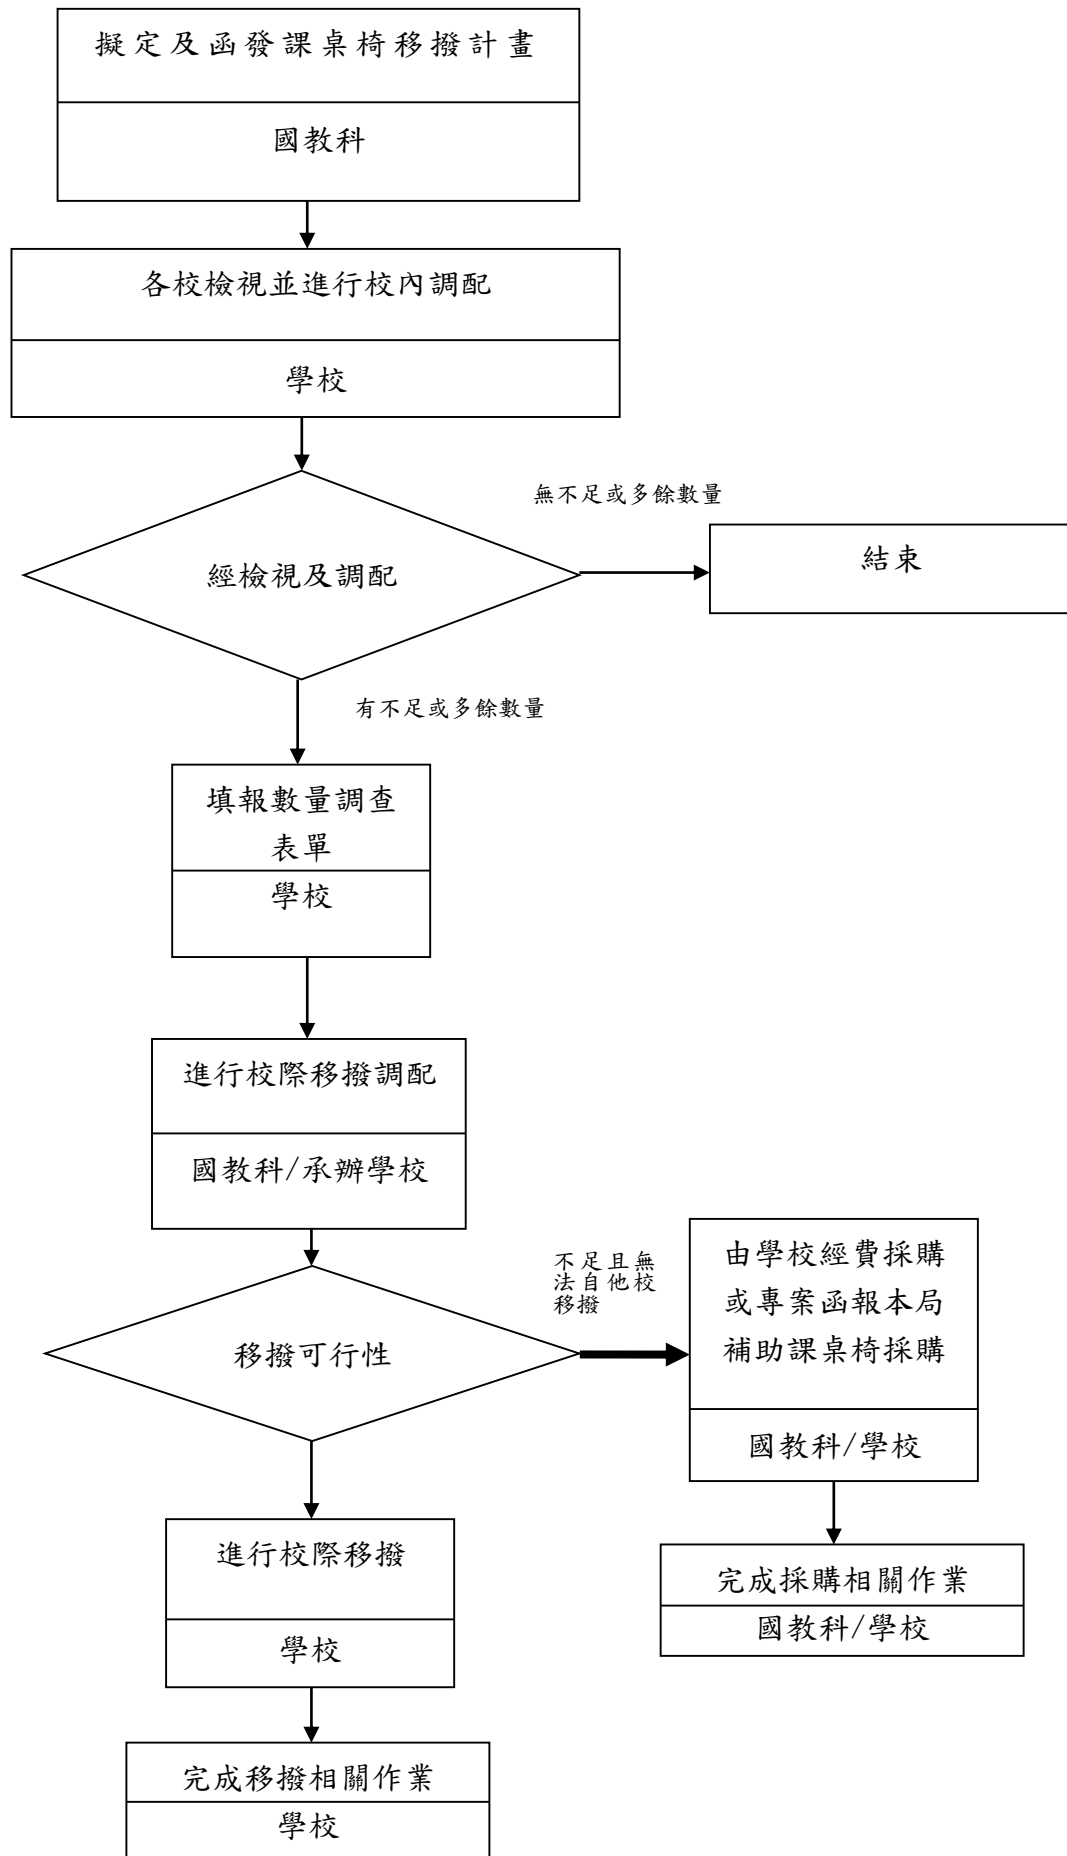 擬定及函發課桌椅移撥計畫
國教科
各校檢視並進行校內調配
學校
無不足或多餘數量
經檢視及調配
結束
有不足或多餘數量
填報數量調查
表單
學校
進行校際移撥調配
國教科/承辦學校
不足且無
法自他校
移撥
移撥可行性
由學校經費採購
或專案函報本局
補助課桌椅採購
國教科/學校
進行校際移撥
學校
完成採購相關作業
國教科/學校
完成移撥相關作業
學校